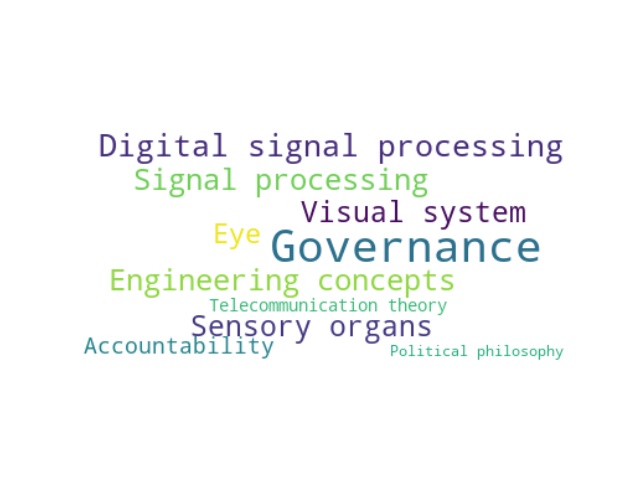 Digital signal processing
Signal processing
Visual system
Eye
Governance
Engineering concepts
Telecommunication theory
Sensory organs
Accountability
Political philosophy